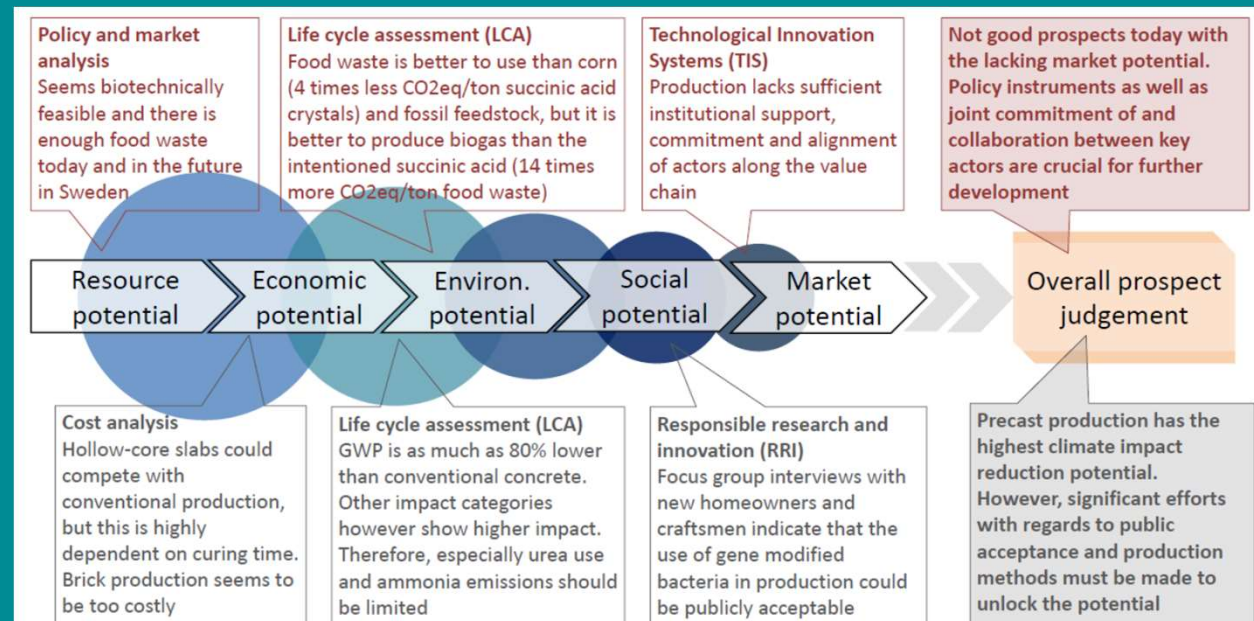 Policy and market
analysis
Seems biotechnically
feasible and there is
enough food waste
today and in the future
in Sweden
Life cycle assessment (LCA)
Food waste is better to use than corn
(4 times less CO2eq/ton succinic acid
crystals) and fossil feedstock, but it is
better to produce biogas than the
intentioned succinic acid (14 times
more CO2eq/ton food waste)
Technological Innovation
Systems (TIS)
Production lacks sufficient
institutional support,
commitment and alignment
of actors along the value
chain
Not good prospects today with
the lacking market potential.
Policy instruments as well as
joint commitment of and
collaboration between key
actors are crucial for further
development
Resource
potential
Economic
potential
Environ.
potential
Social
potential
Market
potential
Overall prospect
judgement
Cost analysis
Hollow-core slabs could
compete with
conventional production,
but this is highly
dependent on curing time.
Brick production seems to
be too costly
Life cycle assessment (LCA)
GWP is as much as 80% lower
than conventional concrete.
Other impact categories
however show higher impact.
Therefore, especially urea use
and ammonia emissions should
be limited
Responsible research and
innovation (RRI)
Focus group interviews with
new homeowners and
craftsmen indicate that the
use of gene modified
bacteria in production could
be publicly acceptable
Precast production has the
highest climate impact
reduction potential.
However, significant efforts
with regards to public
acceptance and production
methods must be made to
unlock the potential